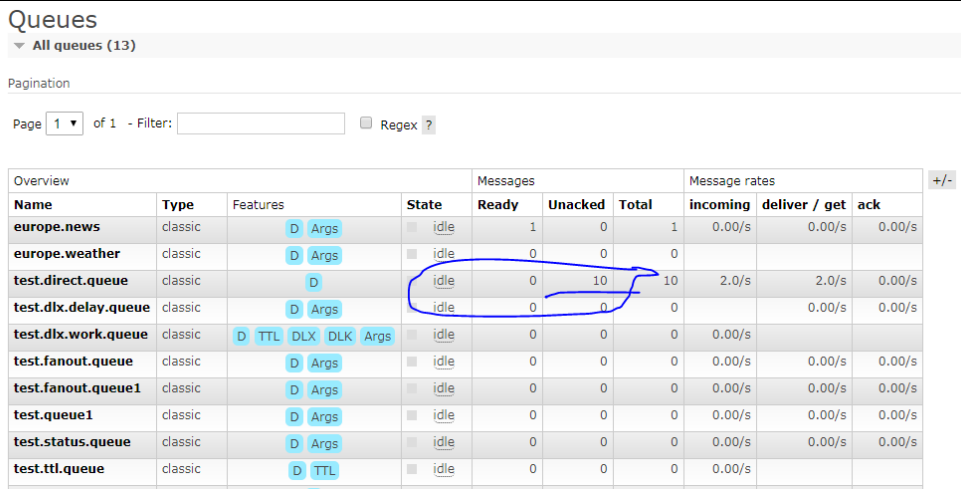 Queues
All queues (13)
Pagination
Page 1 of 1 - Filter: Regex ?
Overview Messages Message rates +/-
Name Type Features State Ready Unacked Total incoming deliver / get ack
europe.news classic D Args idle 1 0 1 0.00/s 0.00/s 0.00/s
europe.weather classic D Args idle 0 0 0
test.direct.queue classic D idle 0 10 10 2.0/s 2.0/s 0.00/s
test.dlx.delay.queue classic D Args idle 0 0 0 0.00/s 0.00/s
test.dlx.work.queue classic D TTL DLX DLK Args idle 0 0 0 0.00/s
test.fanout.queue classic D Args idle 0 0 0 0.00/s 0.00/s 0.00/s
test.fanout.queue1 classic D Args idle 0 0 0 0.00/s 0.00/s 0.00/s
test.queue1 classic D Args idle 0 0 0 0.00/s 0.00/s 0.00/s
test.status.queue classic D Args idle 0 0 0 0.00/s 0.00/s 0.00/s
test.ttl.queue classic D TTL idle 0 0 0 0.00/s